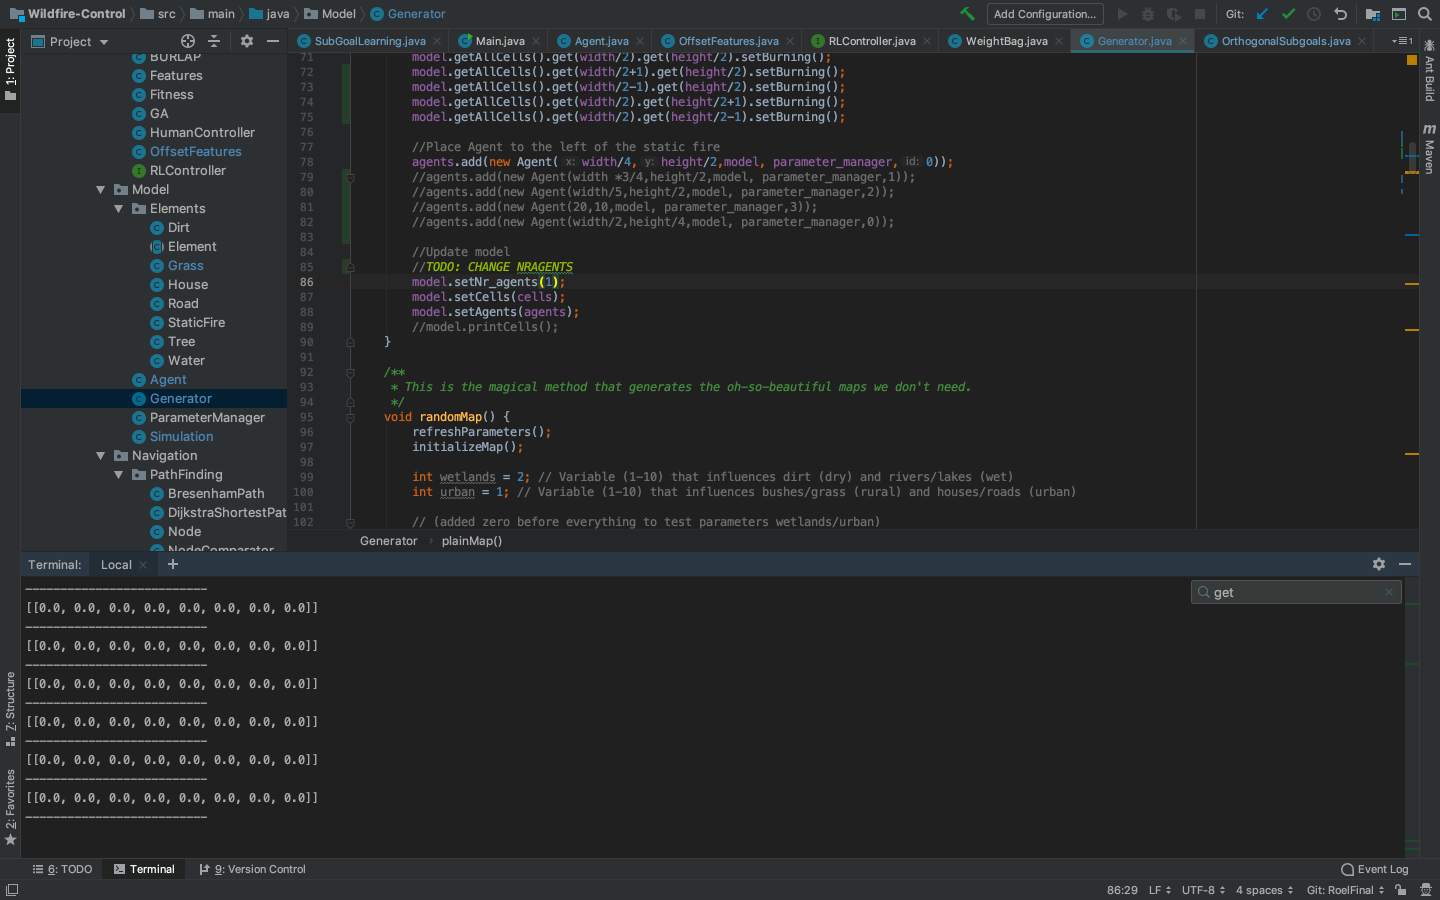 Wildfire-Control › src › main › java › Model › Generator
Add Configuration...
Git:
1: Project
Project
SubGoalLearning.java
Main.java
Agent.java
OffsetFeatures.java
RLController.java
WeightBag.java
Generator.java
OrthogonalSubgoals.java
1
BURLAP
Features
Fitness
GA
HumanController
OffsetFeatures
RLController
Model
Elements
Dirt
Element
Grass
House
Road
StaticFire
Tree
Water
Agent
Generator
ParameterManager
Simulation
Navigation
PathFinding
BresenhamPath
DijkstraShortestPat
Node
NodeComparator
71 model.getAllCells().get(width/2).get(height/2).setBurning();
72 model.getAllCells().get(width/2+1).get(height/2).setBurning();
73 model.getAllCells().get(width/2-1).get(height/2).setBurning();
74 model.getAllCells().get(width/2).get(height/2+1).setBurning();
75 model.getAllCells().get(width/2).get(height/2-1).setBurning();
76
77 //Place Agent to the left of the static fire
78 agents.add(new Agent( x: width/4, y: height/2,model, parameter_manager, id: 0));
79 //agents.add(new Agent(width *3/4,height/2,model, parameter_manager,1));
80 //agents.add(new Agent(width/5,height/2,model, parameter_manager,2));
81 //agents.add(new Agent(20,10,model, parameter_manager,3));
82 //agents.add(new Agent(width/2,height/4,model, parameter_manager,0));
83
84 //Update model
85 //TODO: CHANGE NRAGENTS
86 model.setNr_agents(1);
87 model.setCells(cells);
88 model.setAgents(agents);
89 //model.printCells();
90 }
91
92 /**
93 * This is the magical method that generates the oh-so-beautiful maps we don't need.
94 */
95 void randomMap() {
96 refreshParameters();
97 initializeMap();
98
99 int wetlands = 2; // Variable (1-10) that influences dirt (dry) and rivers/lakes (wet)
100 int urban = 1; // Variable (1-10) that influences bushes/grass (rural) and houses/roads (urban)
101
102 // (added zero before everything to test parameters wetlands/urban)
Generator › plainMap()
Ant Build
m
Maven
Terminal: Local +
get
--------------------------
[[0.0, 0.0, 0.0, 0.0, 0.0, 0.0, 0.0, 0.0]]
--------------------------
[[0.0, 0.0, 0.0, 0.0, 0.0, 0.0, 0.0, 0.0]]
--------------------------
[[0.0, 0.0, 0.0, 0.0, 0.0, 0.0, 0.0, 0.0]]
--------------------------
[[0.0, 0.0, 0.0, 0.0, 0.0, 0.0, 0.0, 0.0]]
--------------------------
[[0.0, 0.0, 0.0, 0.0, 0.0, 0.0, 0.0, 0.0]]
--------------------------
[[0.0, 0.0, 0.0, 0.0, 0.0, 0.0, 0.0, 0.0]]
--------------------------
7: Structure
2: Favorites
6: TODO
Terminal
9: Version Control
Event Log
86:29 LF UTF-8 4 spaces Git: RoelFinal